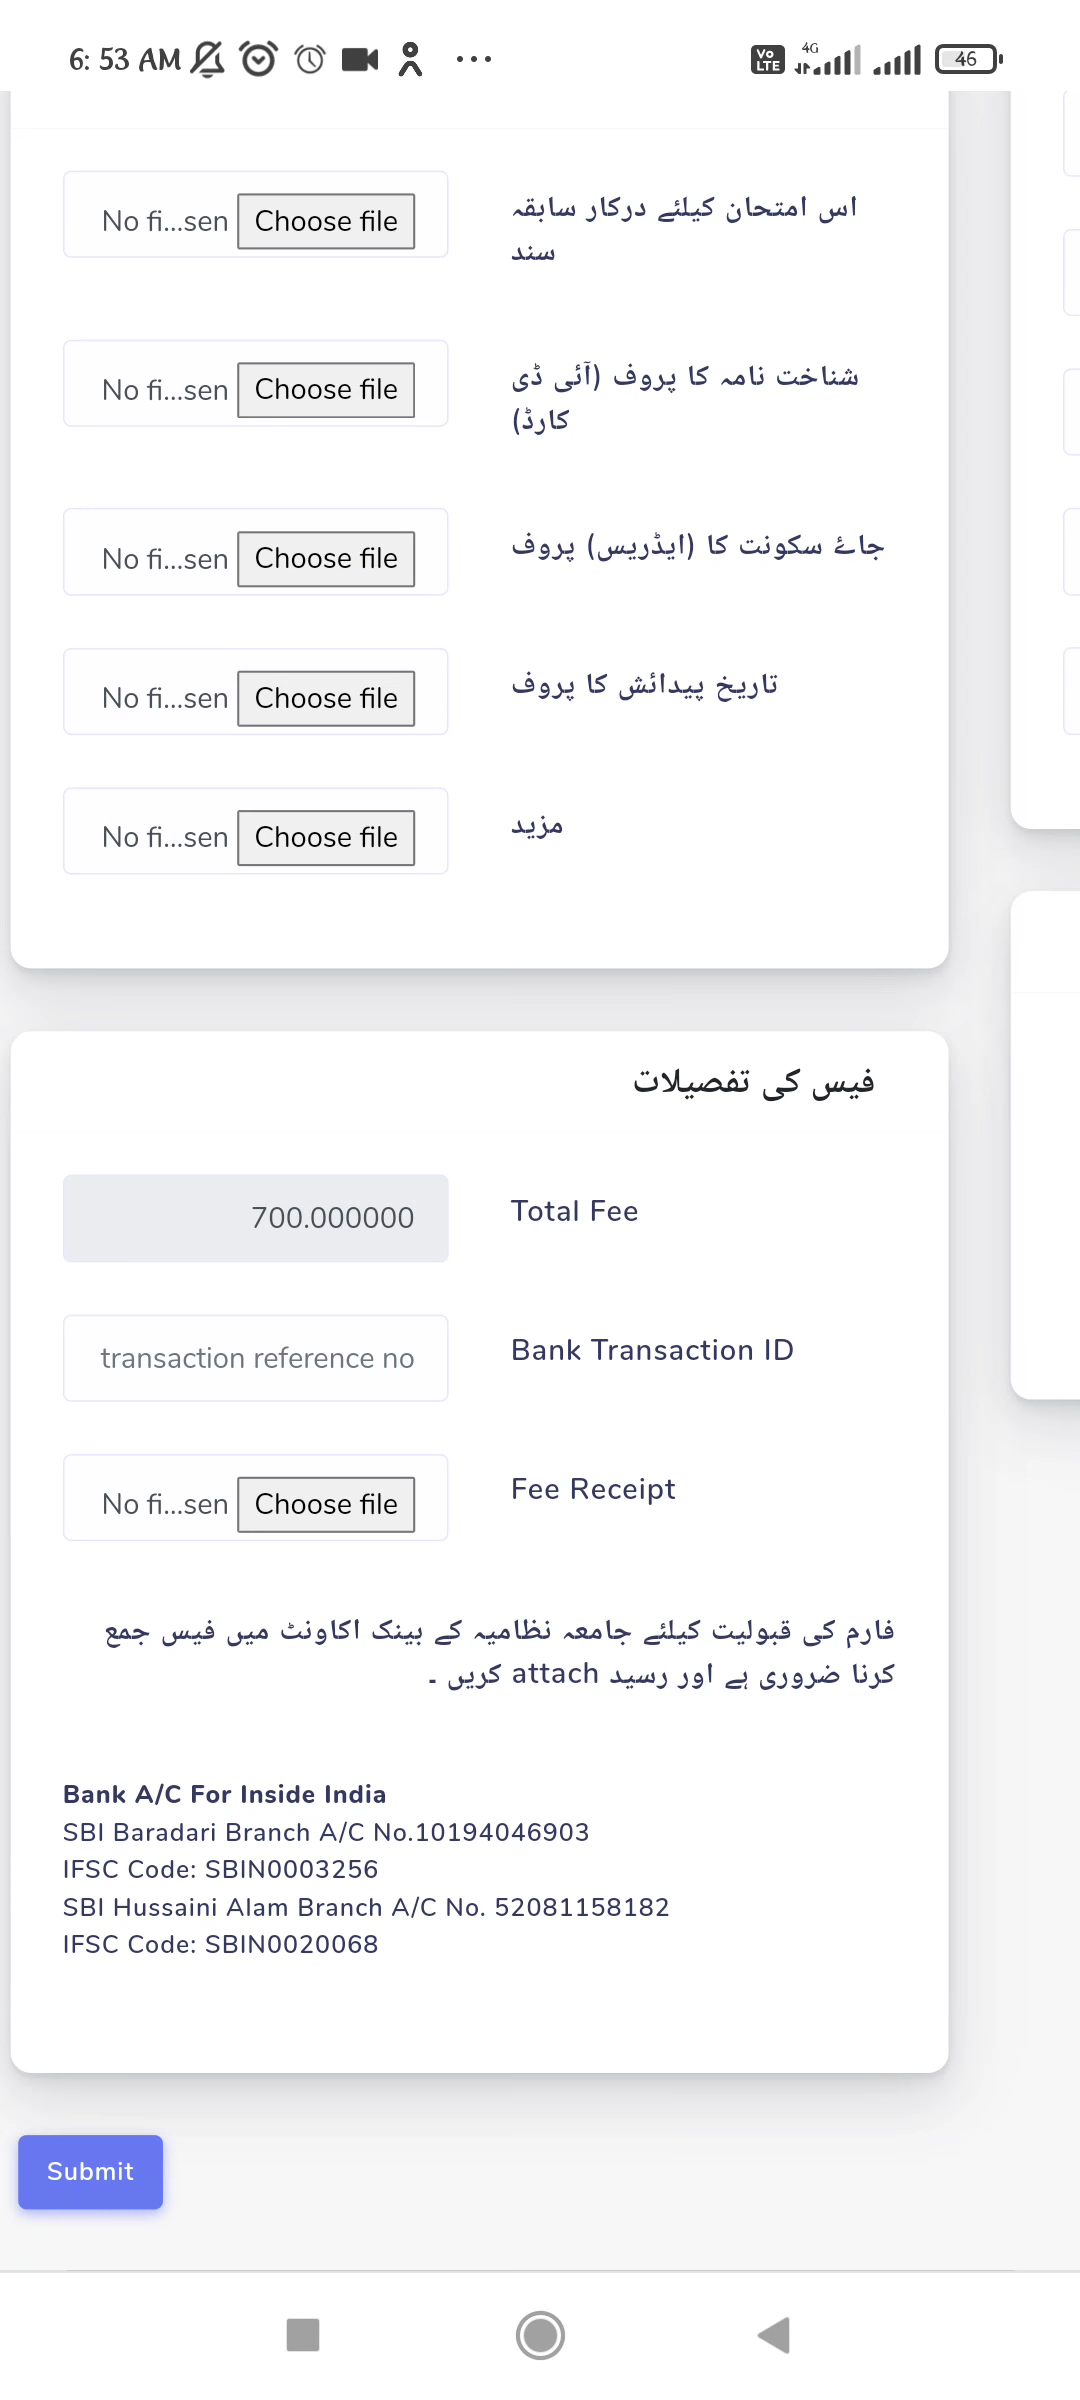 6: 53 AM
Vo LTE 4G 46
اس امتحان کیلئے درکار سابقہ
سند
No fi...sen Choose file
شناخت نامہ کا پروف (آئی ڈی
کارڈ)
No fi...sen Choose file
جائے سکونت کا (ایڈریس) پروف
No fi...sen Choose file
تاریخ پیدائش کا پروف
No fi...sen Choose file
مزید
No fi...sen Choose file
فیس کی تفصیلات
Total Fee
700.000000
Bank Transaction ID
transaction reference no
Fee Receipt
No fi...sen Choose file
فارم کی قبولیت کیلئے جامعہ نظامیہ کے بینک اکاونٹ میں فیس جمع
کرنا ضروری ہے اور رسید attach کریں ۔
Bank A/C For Inside India
SBI Baradari Branch A/C No.10194046903
IFSC Code: SBIN0003256
SBI Hussaini Alam Branch A/C No. 52081158182
IFSC Code: SBIN0020068
Submit